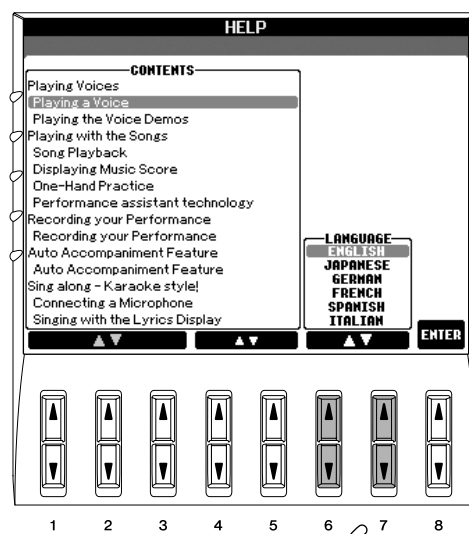 HELP
CONTENTS
Playing Voices
Playing a Voice
Playing the Voice Demos
Playing with the Songs
Song Playback
Displaying Music Score
One-Hand Practice
Performance assistant technology
Recording your Performance
Recording your Performance
Auto Accompaniment Feature
Auto Accompaniment Feature
Sing along - Karaoke style!
Connecting a Microphone
Singing with the Lyrics Display
LANGUAGE
ENGLISH
JAPANESE
GERMAN
FRENCH
SPANISH
ITALIAN
ENTER
1 2 3 4 5 6 7 8